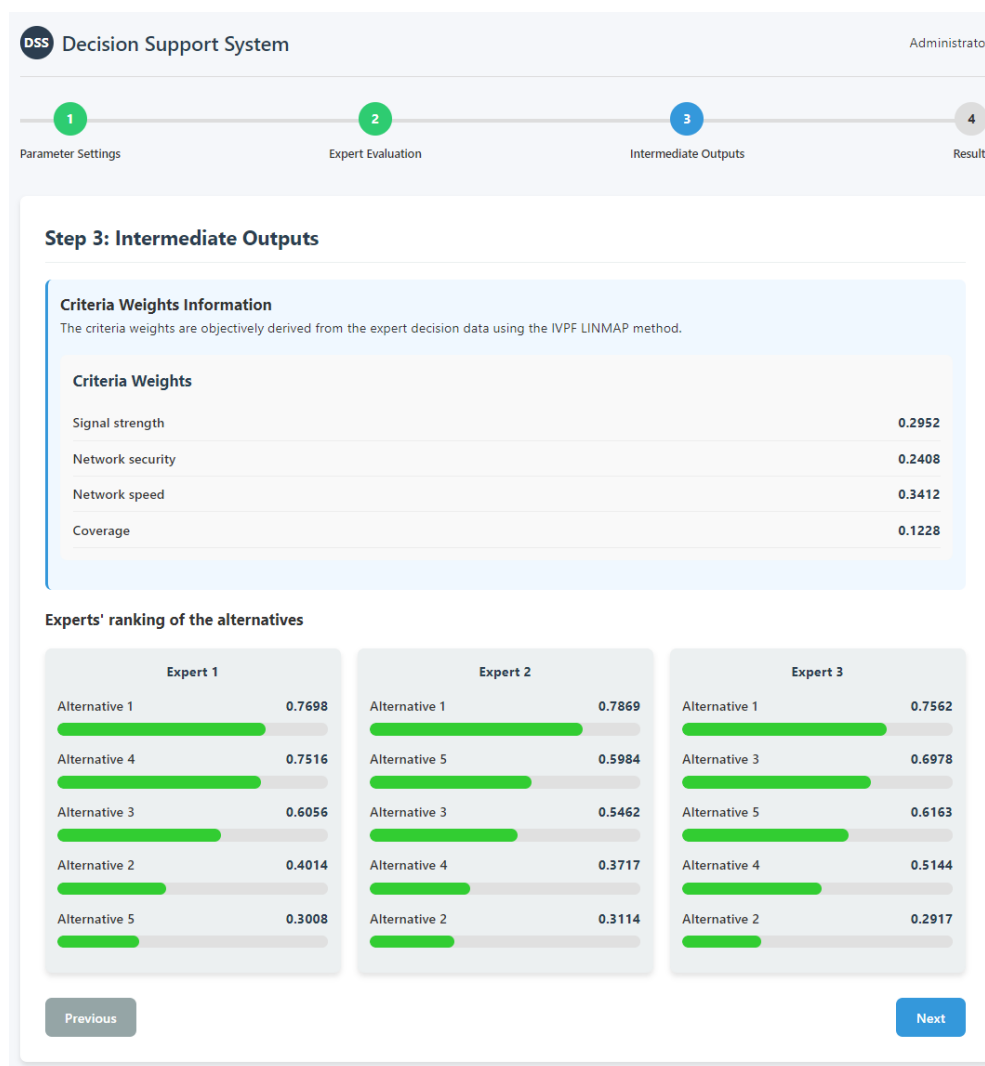 DSS Decision Support System
Administrato
1
2
3
4
Parameter Settings
Expert Evaluation
Intermediate Outputs
Result
Step 3: Intermediate Outputs
Criteria Weights Information
The criteria weights are objectively derived from the expert decision data using the IVPF LINMAP method.
Criteria Weights
Signal strength 0.2952
Network security 0.2408
Network speed 0.3412
Coverage 0.1228
Experts' ranking of the alternatives
Expert 1
Alternative 1 0.7698
Alternative 4 0.7516
Alternative 3 0.6056
Alternative 2 0.4014
Alternative 5 0.3008
Expert 2
Alternative 1 0.7869
Alternative 5 0.5984
Alternative 3 0.5462
Alternative 4 0.3717
Alternative 2 0.3114
Expert 3
Alternative 1 0.7562
Alternative 3 0.6978
Alternative 5 0.6163
Alternative 4 0.5144
Alternative 2 0.2917
Previous
Next